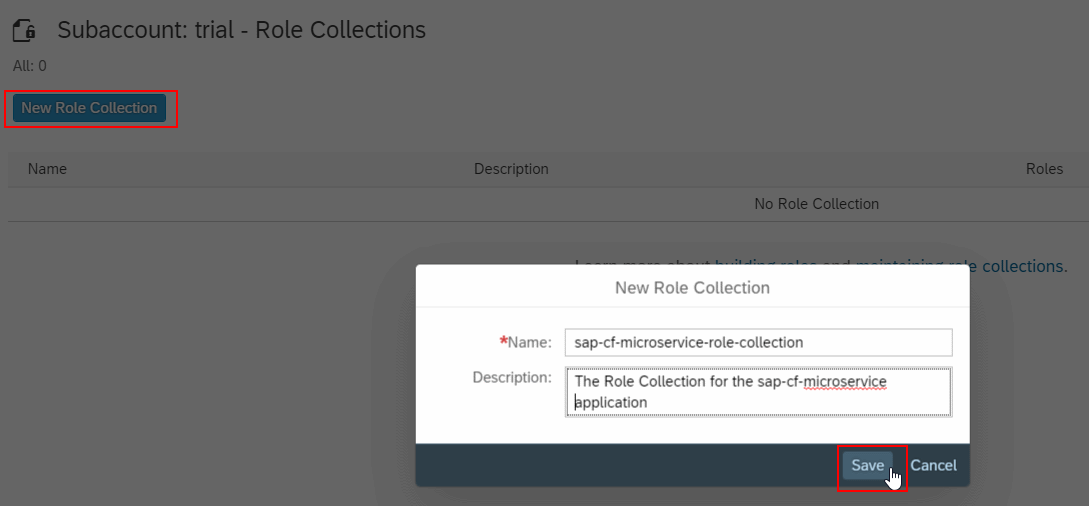 Subaccount: trial - Role Collections
All: 0
New Role Collection
Name Description Roles
No Role Collection
Learn more about building roles and maintaining role collections.
New Role Collection
*Name: sap-cf-microservice-role-collection
Description: The Role Collection for the sap-cf-microservice
application
Save Cancel